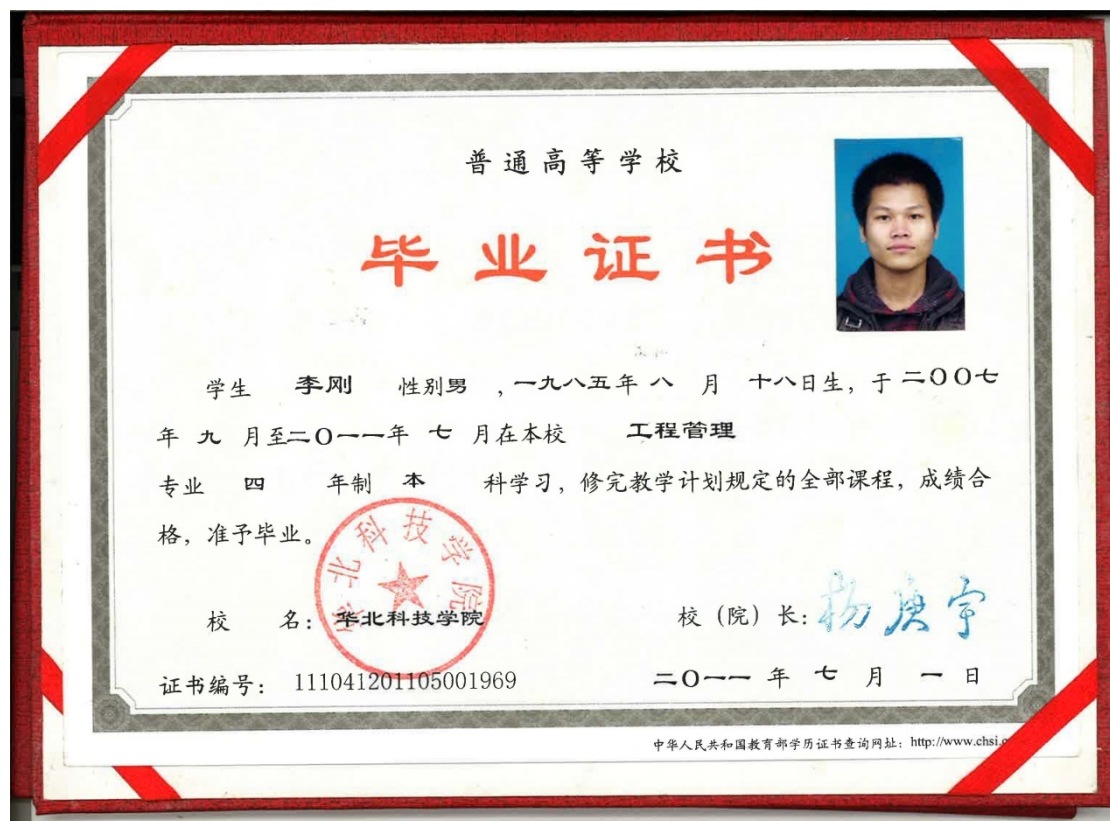 普通高等学校
毕业证书
学生 李刚 性别男 ,一九八五年八月十八日生,于二〇〇七
年九月至二〇一一年七月在本校 工程管理
专业 四 年制 本 科学习,修完教学计划规定的全部课程,成绩合
格,准予毕业。
华北科技学院
校 名:华北科技学院 校(院)长:杨庚宇
证书编号: 111041201105001969 二〇一一年七月一日
中华人民共和国教育部学历证书查询网址:http://www.chsi.